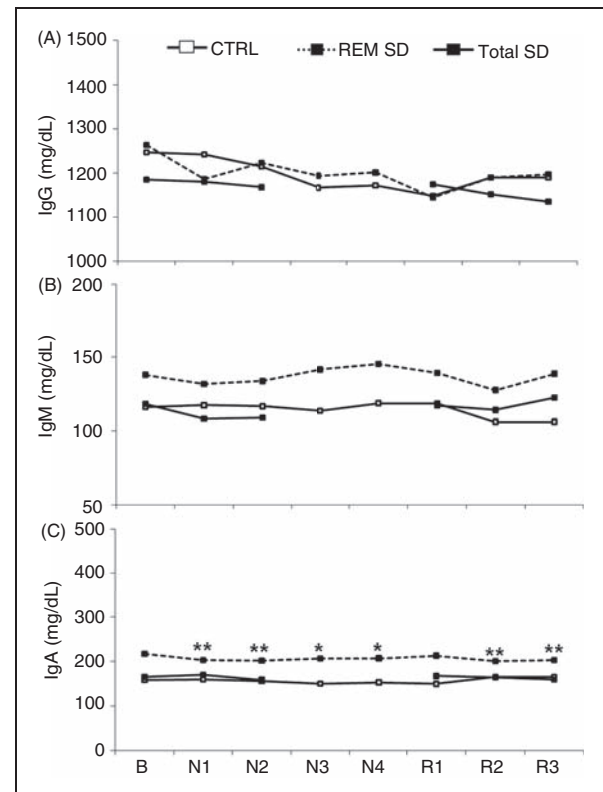 (A)
1500
CTRL REM SD Total SD
1400
1300
1200
1100
1000
IgG (mg/dL)
(B)
200
150
100
50
IgM (mg/dL)
(C)
500
400
300
200
100
0
IgA (mg/dL)
** ** * * ** **
B N1 N2 N3 N4 R1 R2 R3